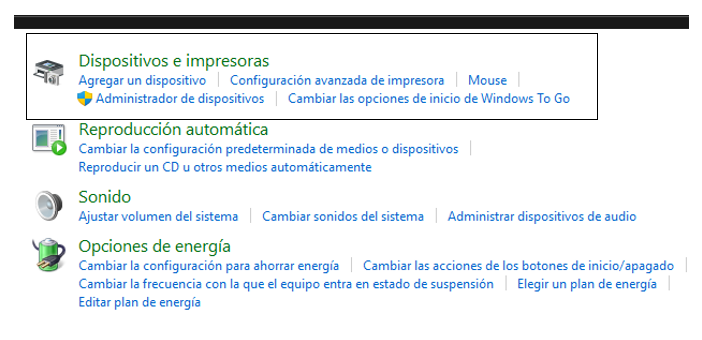 Dispositivos e impresoras
Agregar un dispositivo | Configuración avanzada de impresora | Mouse |
Administrador de dispositivos | Cambiar las opciones de inicio de Windows To Go
Reproducción automática
Cambiar la configuración predeterminada de medios o dispositivos |
Reproducir un CD u otros medios automáticamente
Sonido
Ajustar volumen del sistema | Cambiar sonidos del sistema | Administrar dispositivos de audio
Opciones de energía
Cambiar la configuración para ahorrar energía | Cambiar las acciones de los botones de inicio/apagado |
Cambiar la frecuencia con la que el equipo entra en estado de suspensión | Elegir un plan de energía |
Editar plan de energía